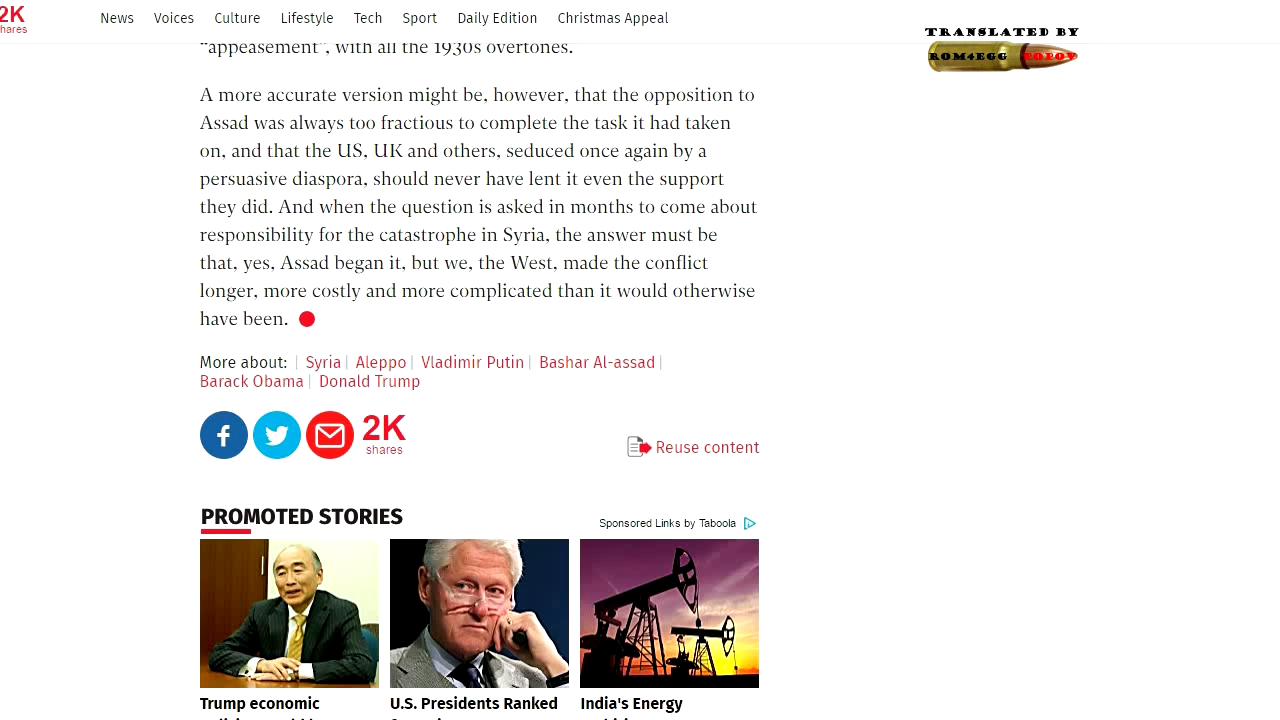 2K
shares
News Voices Culture Lifestyle Tech Sport Daily Edition Christmas Appeal
TRANSLATED BY
ROM4EGG POPOV
“appeasement”, with all the 1930s overtones.
A more accurate version might be, however, that the opposition to
Assad was always too fractious to complete the task it had taken
on, and that the US, UK and others, seduced once again by a
persuasive diaspora, should never have lent it even the support
they did. And when the question is asked in months to come about
responsibility for the catastrophe in Syria, the answer must be
that, yes, Assad began it, but we, the West, made the conflict
longer, more costly and more complicated than it would otherwise
have been.
More about: | Syria | Aleppo | Vladimir Putin | Bashar Al-assad |
Barack Obama | Donald Trump
2K
shares
Reuse content
PROMOTED STORIES
Sponsored Links by Taboola
Trump economic
U.S. Presidents Ranked
India's Energy